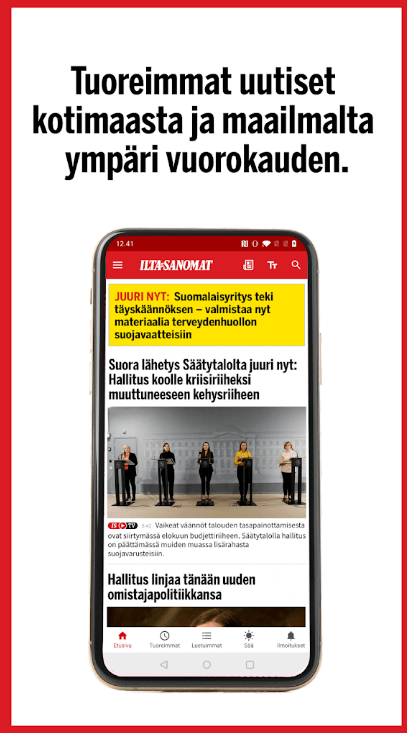 Tuoreimmat uutiset
kotimaasta ja maailmalta
ympäri vuorokauden.
12.41
ILTA-SANOMAT
TT
JUURI NYT: Suomalaisyritys teki
täyskäännöksen – valmistaa nyt
materiaalia terveydenhuollon
suojavaatteisiin
Suora lähetys Säätytalolta juuri nyt:
Hallitus koolle kriisiriiheksi
muuttuneeseen kehysriiheen
IS TV 9:40 Vaikeat väännöt talouden tasapainottamisesta
ovat siirtymässä elokuun budjettiriiheen. Säätytalolla hallitus
on päättämässä muiden muassa lisärahasta
suojavarusteisiin.
Hallitus linjaa tänään uuden
omistajapolitiikkansa
Etusivu Tuoreimmat Luetuimmat Sää Ilmoitukset